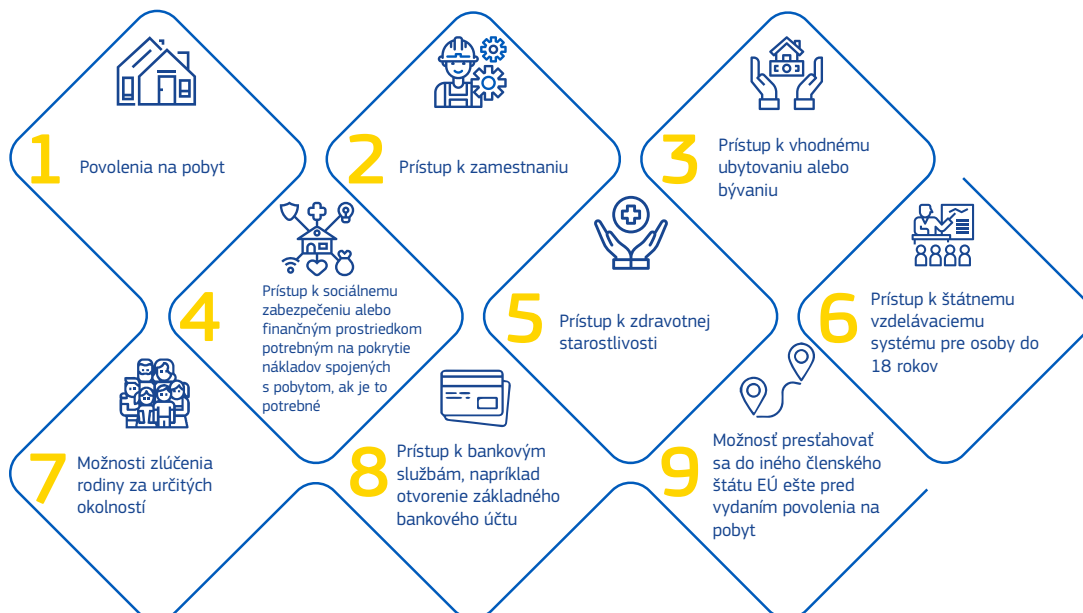 1
Povolenia na pobyt
2
Prístup k zamestnaniu
3
Prístup k vhodnému
ubytovaniu alebo
bývaniu
4
Prístup k sociálnemu
zabezpečeniu alebo
finančným prostriedkom
potrebným na pokrytie
nákladov spojených
s pobytom, ak je to
potrebné
5
Prístup k zdravotnej
starostlivosti
6
Prístup k štátnemu
vzdelávaciemu
systému pre osoby do
18 rokov
7
Možnosti zlúčenia
rodiny za určitých
okolností
8
Prístup k bankovým
službám, napríklad
otvorenie základného
bankového účtu
9
Možnosť presťahovať
sa do iného členského
štátu EÚ ešte pred
vydaním povolenia na
pobyt